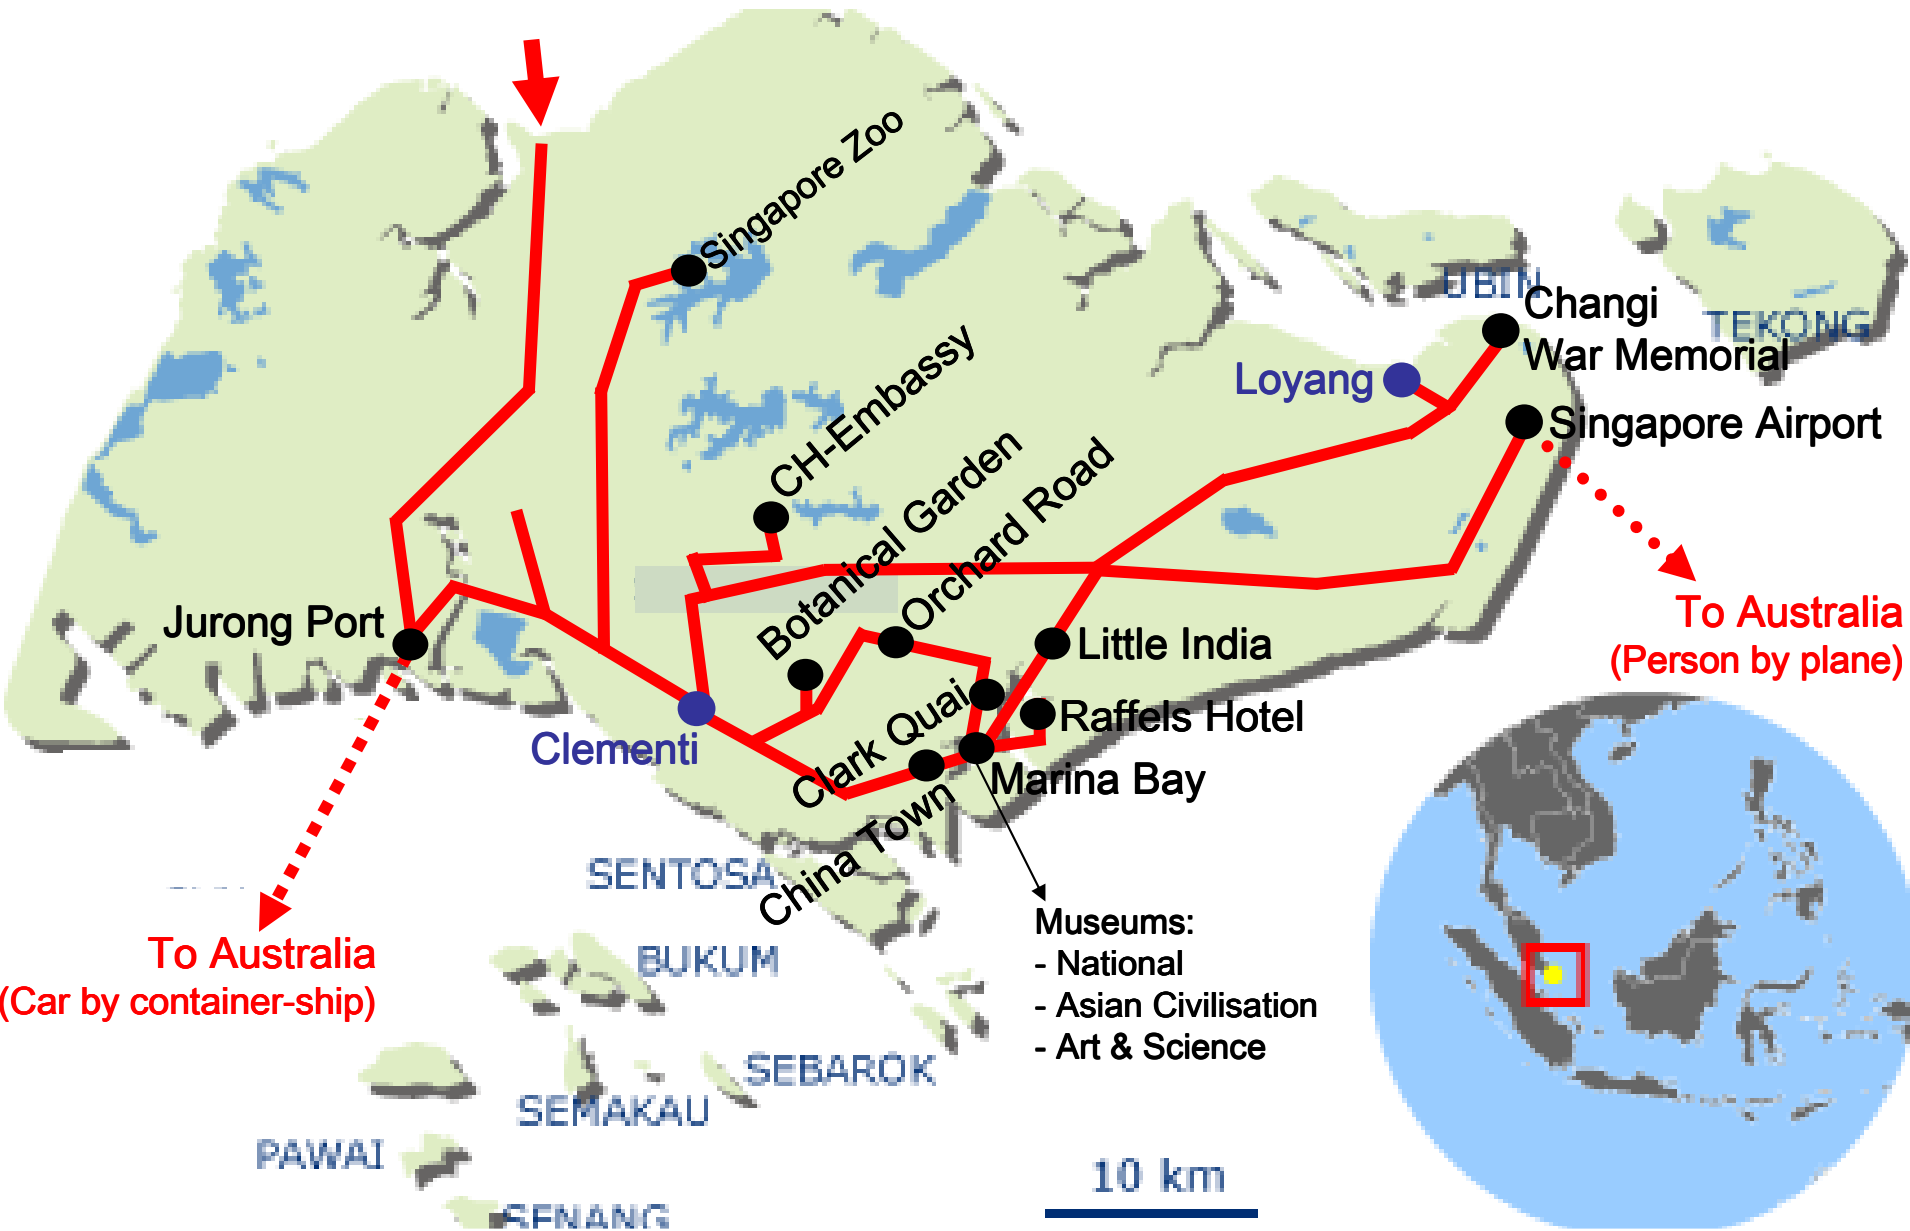 Singapore Zoo
UBIN
Changi
War Memorial
TEKONG
Loyang
CH-Embassy
Singapore Airport
Botanical Garden
Orchard Road
Jurong Port
To Australia
(Person by plane)
Little India
Clark Quai
Raffels Hotel
Clementi
Marina Bay
China Town
SENTOSA
Museums:
- National
- Asian Civilisation
- Art & Science
To Australia
(Car by container-ship)
BUKUM
SEBAROK
SEMAKAU
PAWAI
10 km
SENANG